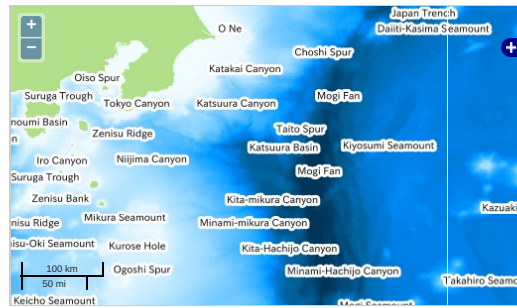 +
−
+
Japan Trench
Daiiti-Kasima Seamount
O Ne
Choshi Spur
Katakai Canyon
Oiso Spur
Suruga Trough
Tokyo Canyon
Katsuura Canyon
Mogi Fan
noumi Basin
Zenisu Ridge
Taito Spur
n
Katsuura Basin
Kiyosumi Seamount
Iro Canyon
Niijima Canyon
Mogi Fan
Suruga Trough
Zenisu Bank
Kita-mikura Canyon
Kazuaki
Mikura Seamount
nisu Ridge
Minami-mikura Canyon
isu-Oki Seamount
Kurose Hole
Kita-Hachijo Canyon
100 km
Ogoshi Spur
Minami-Hachijo Canyon
50 mi
Takahiro Seamo
Keicho Seamount
Mogi Seamount